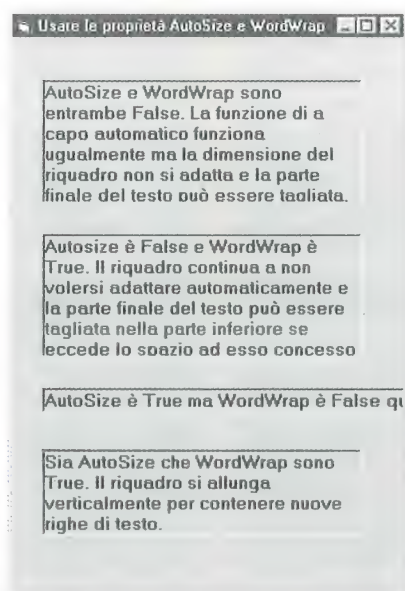 Usare le proprietà AutoSize e WordWrap
AutoSize e WordWrap sono
entrambe False. La funzione di a
capo automatico funziona
ugualmente ma la dimensione del
riquadro non si adatta e la parte
finale del testo può essere tagliata.
Autosize è False e WordWrap è
True. Il riquadro continua a non
volersi adattare automaticamente e
la parte finale del testo può essere
tagliata nella parte inferiore se
eccede lo spazio ad esso concesso
AutoSize è True ma WordWrap è False qu
Sia AutoSize che WordWrap sono
True. Il riquadro si allunga
verticalmente per contenere nuove
righe di testo.